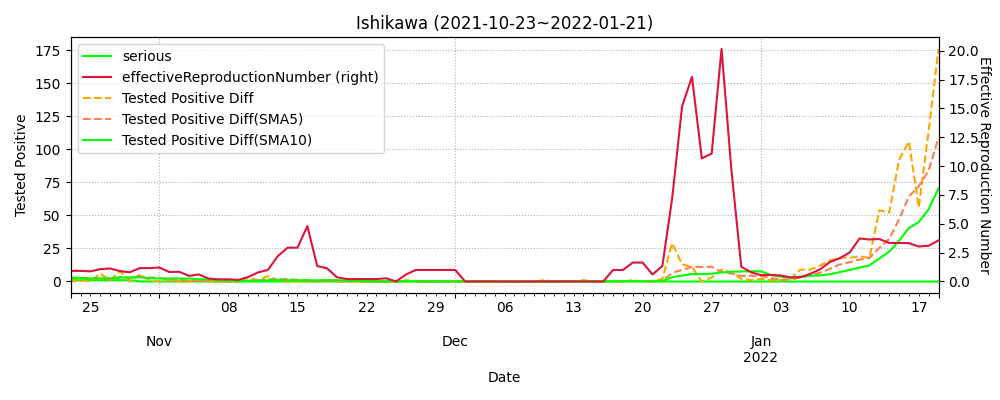 Ishikawa (2021-10-23~2022-01-21)
serious
effectiveReproductionNumber (right)
Tested Positive Diff
Tested Positive Diff(SMA5)
Tested Positive Diff(SMA10)
Tested Positive
175
150
125
100
75
50
25
0
20.0
17.5
15.0
12.5
10.0
7.5
5.0
2.5
0.0
Effective Reproduction Number
25 08 15 22 29 06 13 20 27 03 10 17
Nov Dec Jan
2022
Date